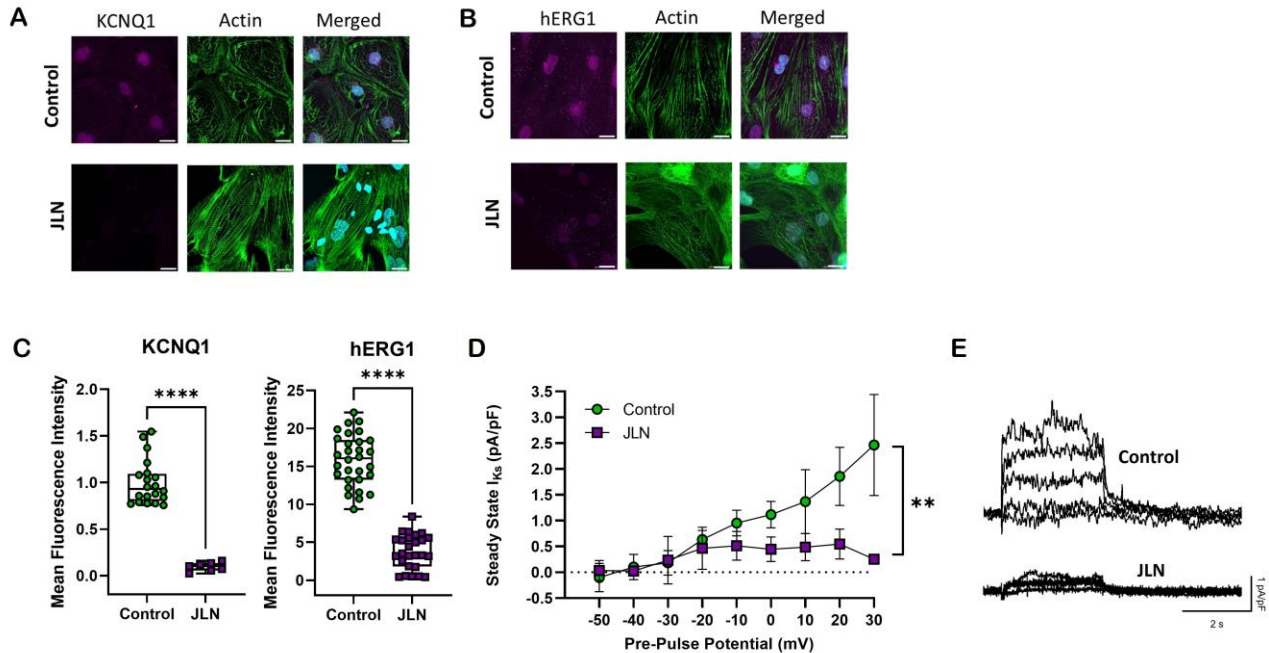 A
KCNQ1 Actin Merged
Control
JLN
B
hERG1 Actin Merged
Control
JLN
C
KCNQ1
Mean Fluorescence Intensity
2.0
1.5
1.0
0.5
0.0
****
Control JLN
hERG1
Mean Fluorescence Intensity
25
20
15
10
5
0
****
Control JLN
D
Steady State IKs (pA/pF)
3.5
3.0
2.5
2.0
1.5
1.0
0.5
0.0
-0.5
Control
JLN
**
-50 -40 -30 -20 -10 0 10 20 30
Pre-Pulse Potential (mV)
E
Control
JLN
1 pA/pF
2 s